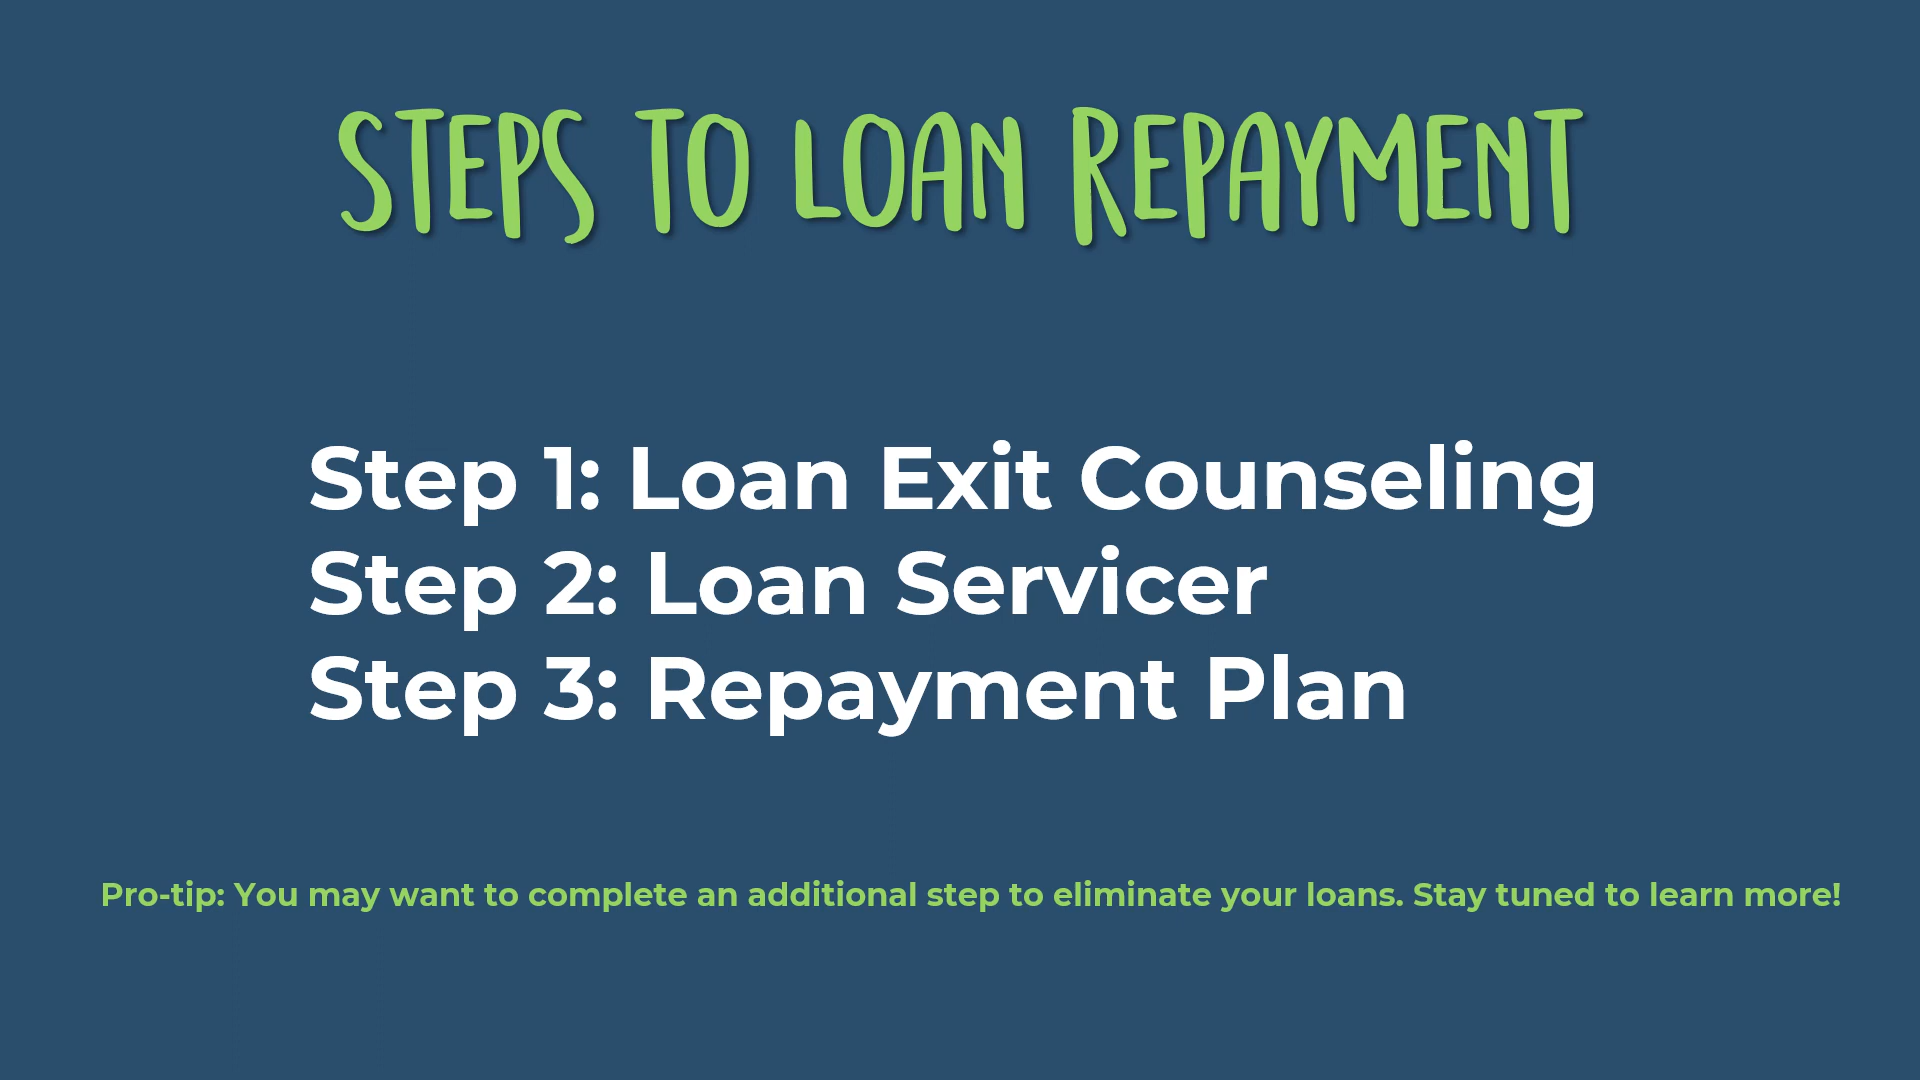 STEPS TO LOAN REPAYMENT
Step 1: Loan Exit Counseling
Step 2: Loan Servicer
Step 3: Repayment Plan
Pro-tip: You may want to complete an additional step to eliminate your loans. Stay tuned to learn more!